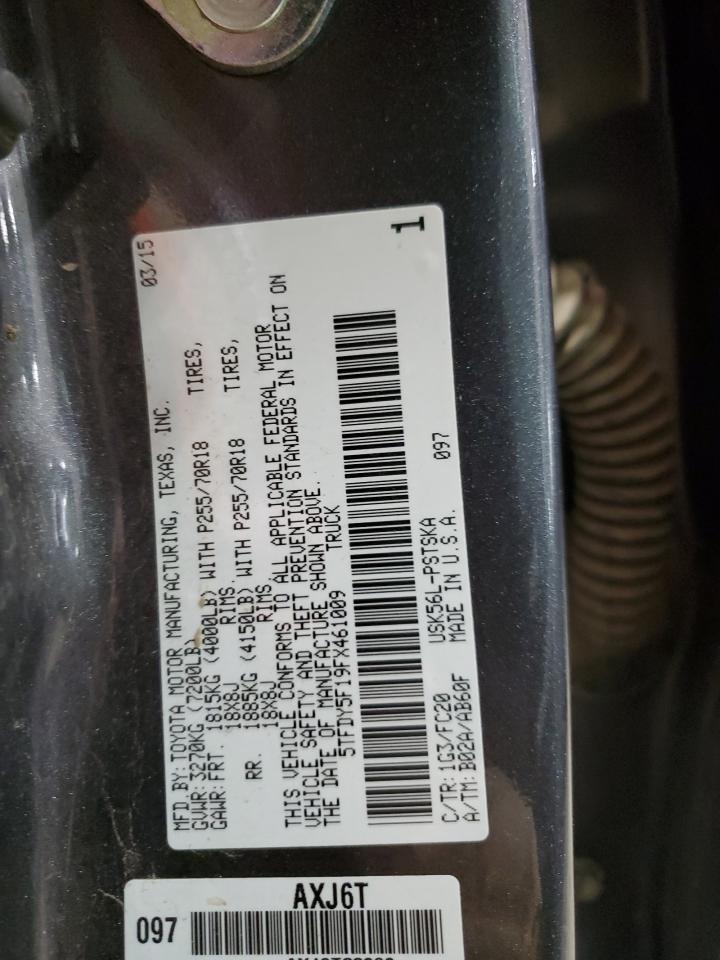 MFD BY:TOYOTA MOTOR MANUFACTURING, TEXAS, INC. 03/15
GVWR:3270KG (7200LB)
GAWR:FRT. 1815KG (4000LB) WITH P255/70R18 TIRES,
18X8J RIMS.
RR. 1885KG (4150LB) WITH P255/70R18 TIRES,
18X8J RIMS.
THIS VEHICLE CONFORMS TO ALL APPLICABLE FEDERAL MOTOR
VEHICLE SAFETY AND THEFT PREVENTION STANDARDS IN EFFECT ON
THE DATE OF MANUFACTURE SHOWN ABOVE.
5TFDY5F19FX461009 TRUCK
1
C/TR:1G3/FC20 USK56L-PSTSKA 097
A/TM:B02A/AB60F MADE IN U.S.A.
AXJ6T
097